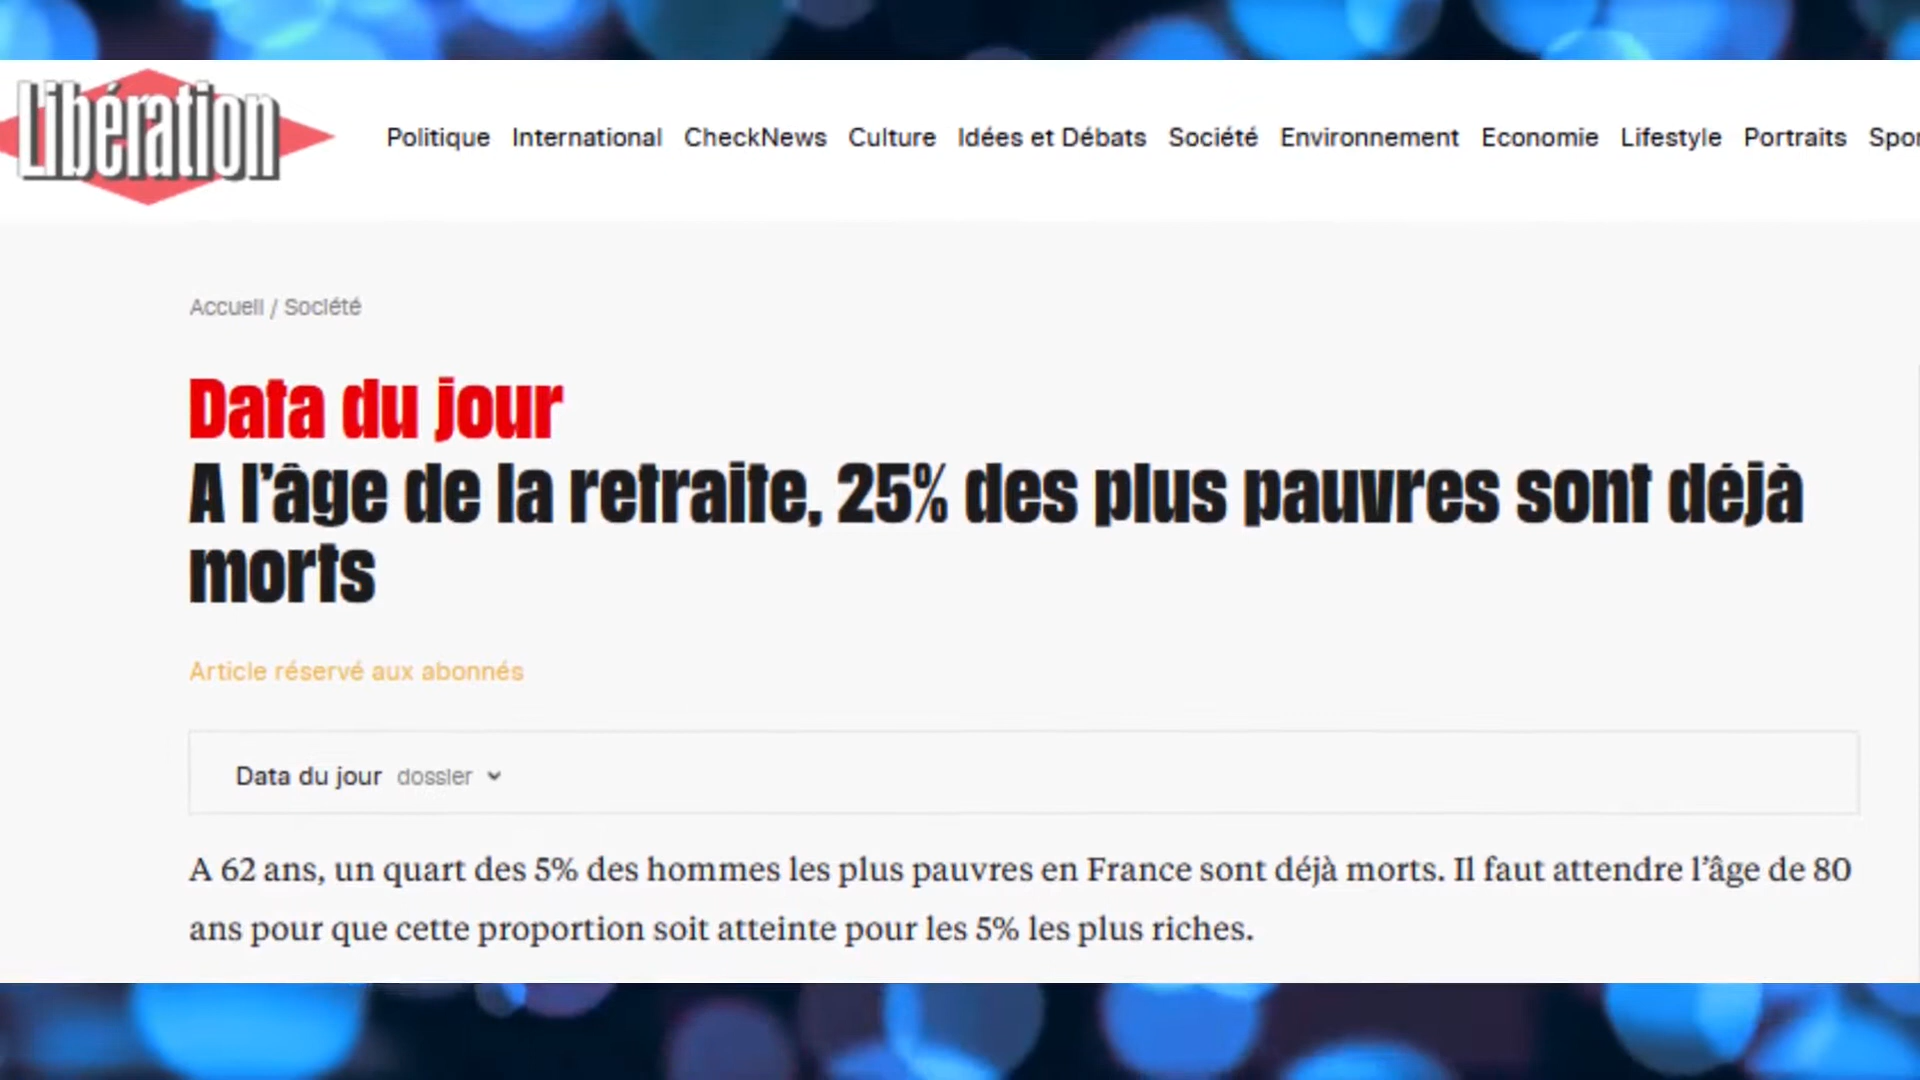 Libération
Politique International CheckNews Culture Idées et Débats Société Environnement Economie Lifestyle Portraits
Accueil / Société
Data du jour
A l'âge de la retraite, 25% des plus pauvres sont déjà
morts
Article réservé aux abonnés
Data du jour dossier
A 62 ans, un quart des 5% des hommes les plus pauvres en France sont déjà morts. Il faut attendre l'âge de 80
ans pour que cette proportion soit atteinte pour les 5% les plus riches.